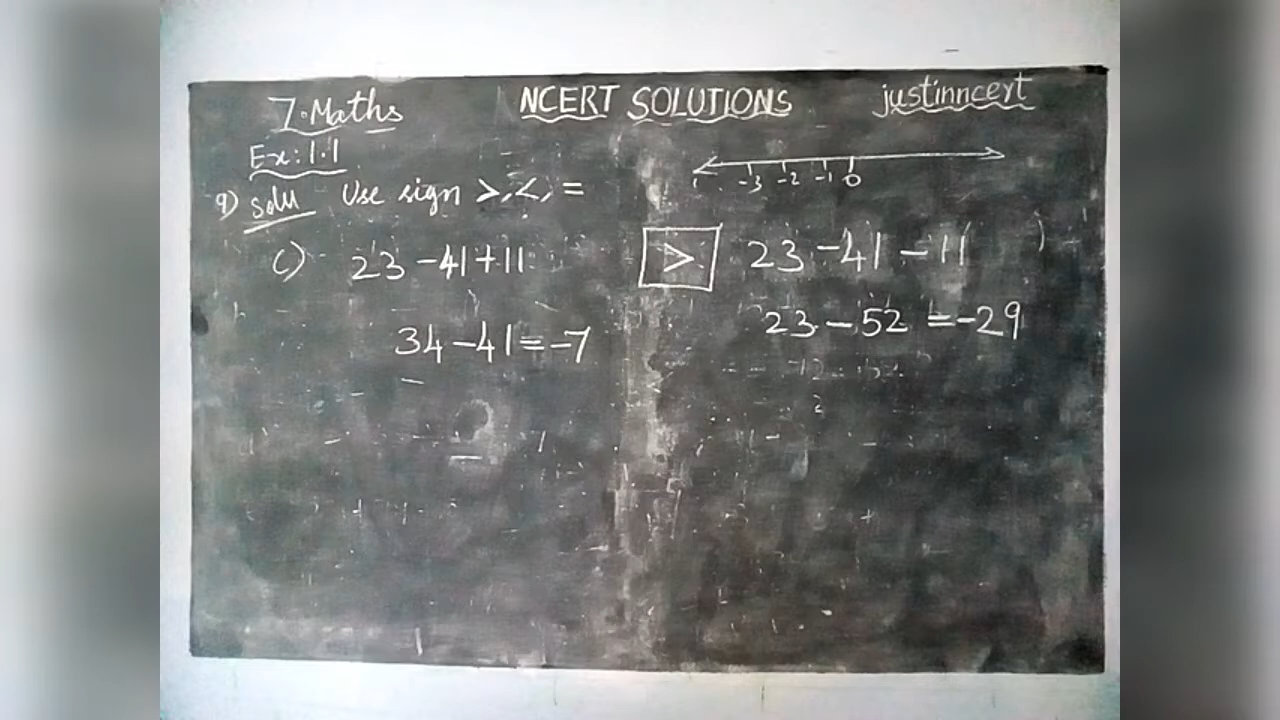 7. Maths NCERT SOLUTIONS justinncert
Ex: 1.1
-3 -2 -1 0
9) Soln Use sign >, <, =
c) 23 -41 + 11 > 23 -41 - 11
34 - 41 = -7 23 - 52 = -29